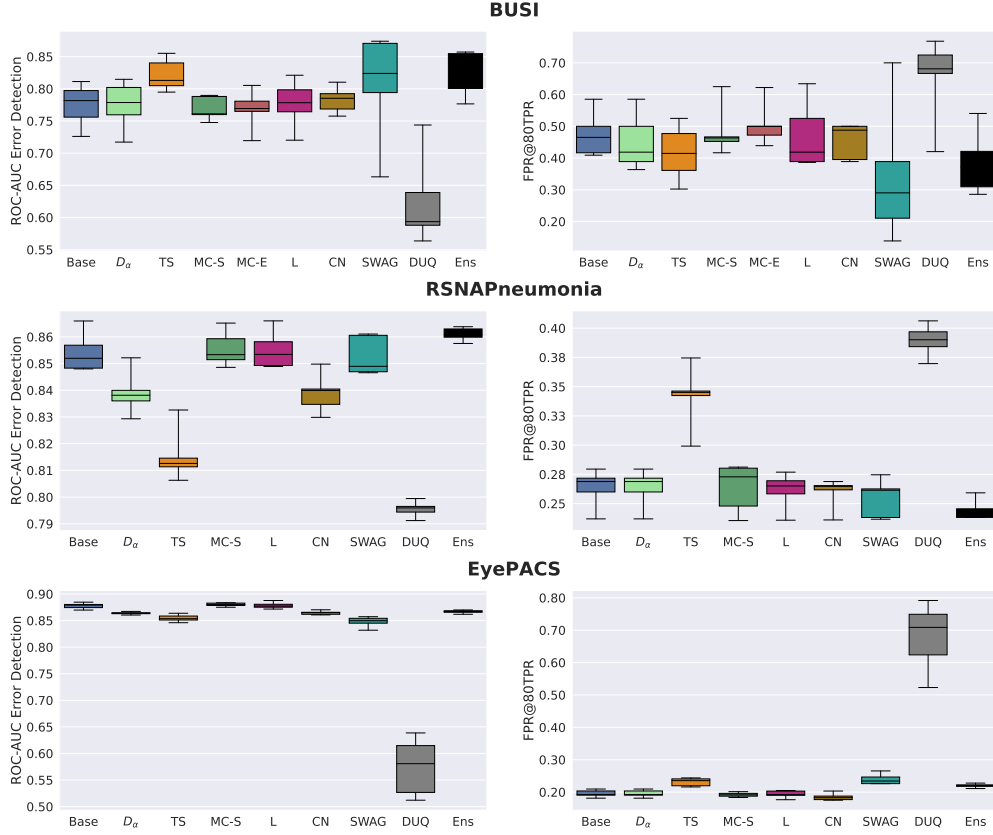 BUSI
ROC-AUC Error Detection
0.85
0.80
0.75
0.70
0.65
0.60
0.55
Base Dα TS MC-S MC-E L CN SWAG DUQ Ens
FPR@80TPR
0.70
0.60
0.50
0.40
0.30
0.20
Base Dα TS MC-S MC-E L CN SWAG DUQ Ens
RSNAPneumonia
ROC-AUC Error Detection
0.86
0.85
0.84
0.83
0.82
0.81
0.80
0.79
Base Dα TS MC-S L CN SWAG DUQ Ens
FPR@80TPR
0.40
0.38
0.35
0.33
0.30
0.28
0.25
Base Dα TS MC-S L CN SWAG DUQ Ens
EyePACS
ROC-AUC Error Detection
0.90
0.85
0.80
0.75
0.70
0.65
0.60
0.55
0.50
Base Dα TS MC-S L CN SWAG DUQ Ens
FPR@80TPR
0.80
0.70
0.60
0.50
0.40
0.30
0.20
Base Dα TS MC-S L CN SWAG DUQ Ens